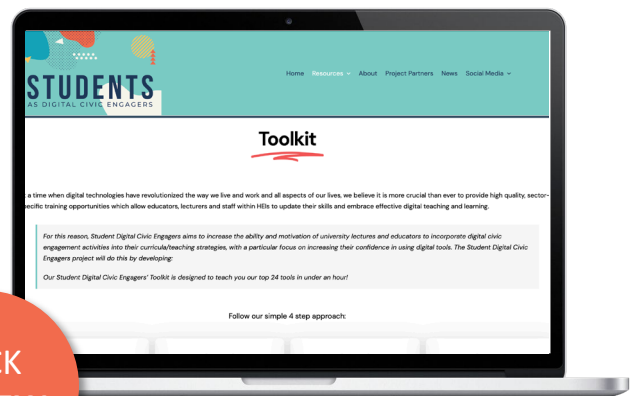 STUDENTS
AS DIGITAL CIVIC ENGAGERS
Home Resources About Project Partners News Social Media
Toolkit
a time when digital technologies have revolutionized the way we live and work and all aspects of our lives, we believe it is more crucial than ever to provide high quality, sector-
specific training opportunities which allow educators, lecturers and staff within HEIs to update their skills and embrace effective digital teaching and learning.
For this reason, Student Digital Civic Engagers aims to increase the ability and motivation of university lectures and educators to incorporate digital civic
engagement activities into their curricula/teaching strategies, with a particular focus on increasing their confidence in using digital tools. The Student Digital Civic
Engagers project will do this by developing:
Our Student Digital Civic Engagers' Toolkit is designed to teach you our top 24 tools in under an hour!
Follow our simple 4 step approach: